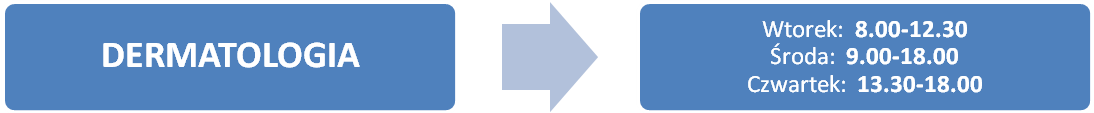 DERMATOLOGIA
Wtorek: 8.00-12.30
Środa: 9.00-18.00
Czwartek: 13.30-18.00